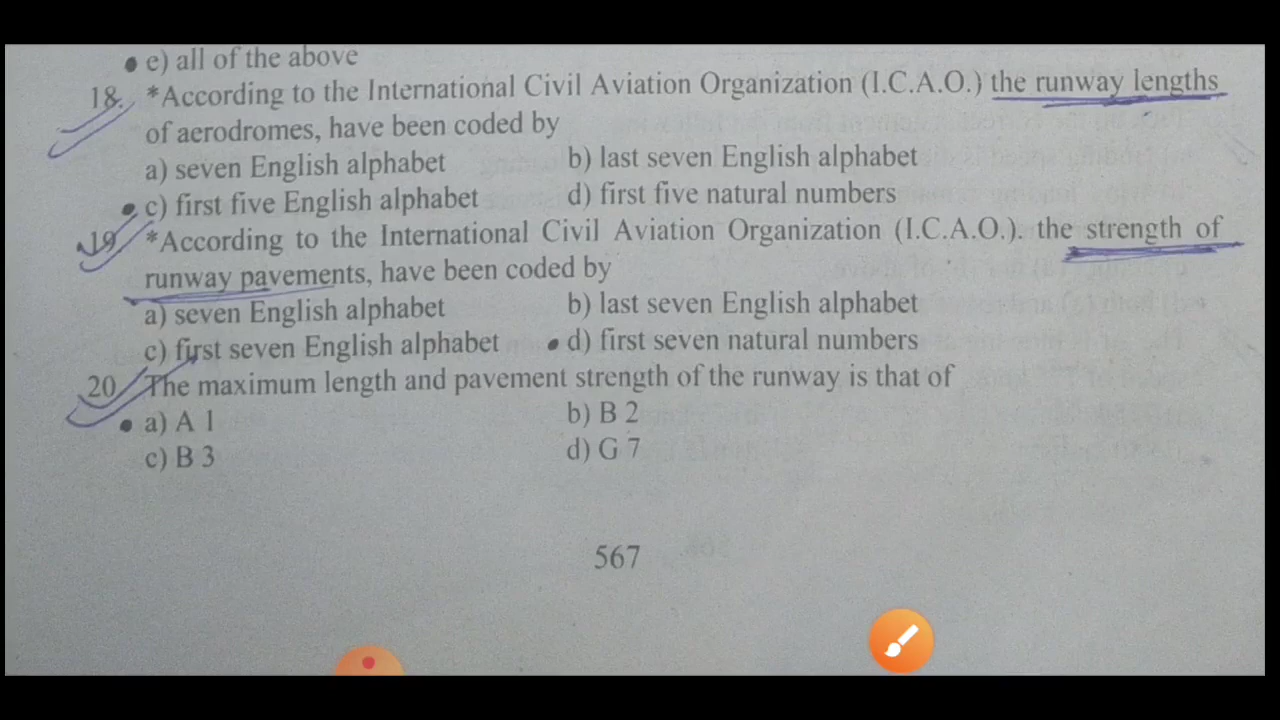 e) all of the above
18. *According to the International Civil Aviation Organization (I.C.A.O.) the runway lengths
of aerodromes, have been coded by
a) seven English alphabet b) last seven English alphabet
c) first five English alphabet d) first five natural numbers
19. *According to the International Civil Aviation Organization (I.C.A.O.). the strength of
runway pavements, have been coded by
a) seven English alphabet b) last seven English alphabet
c) first seven English alphabet d) first seven natural numbers
20. The maximum length and pavement strength of the runway is that of
a) A 1 b) B 2
c) B 3 d) G 7
567